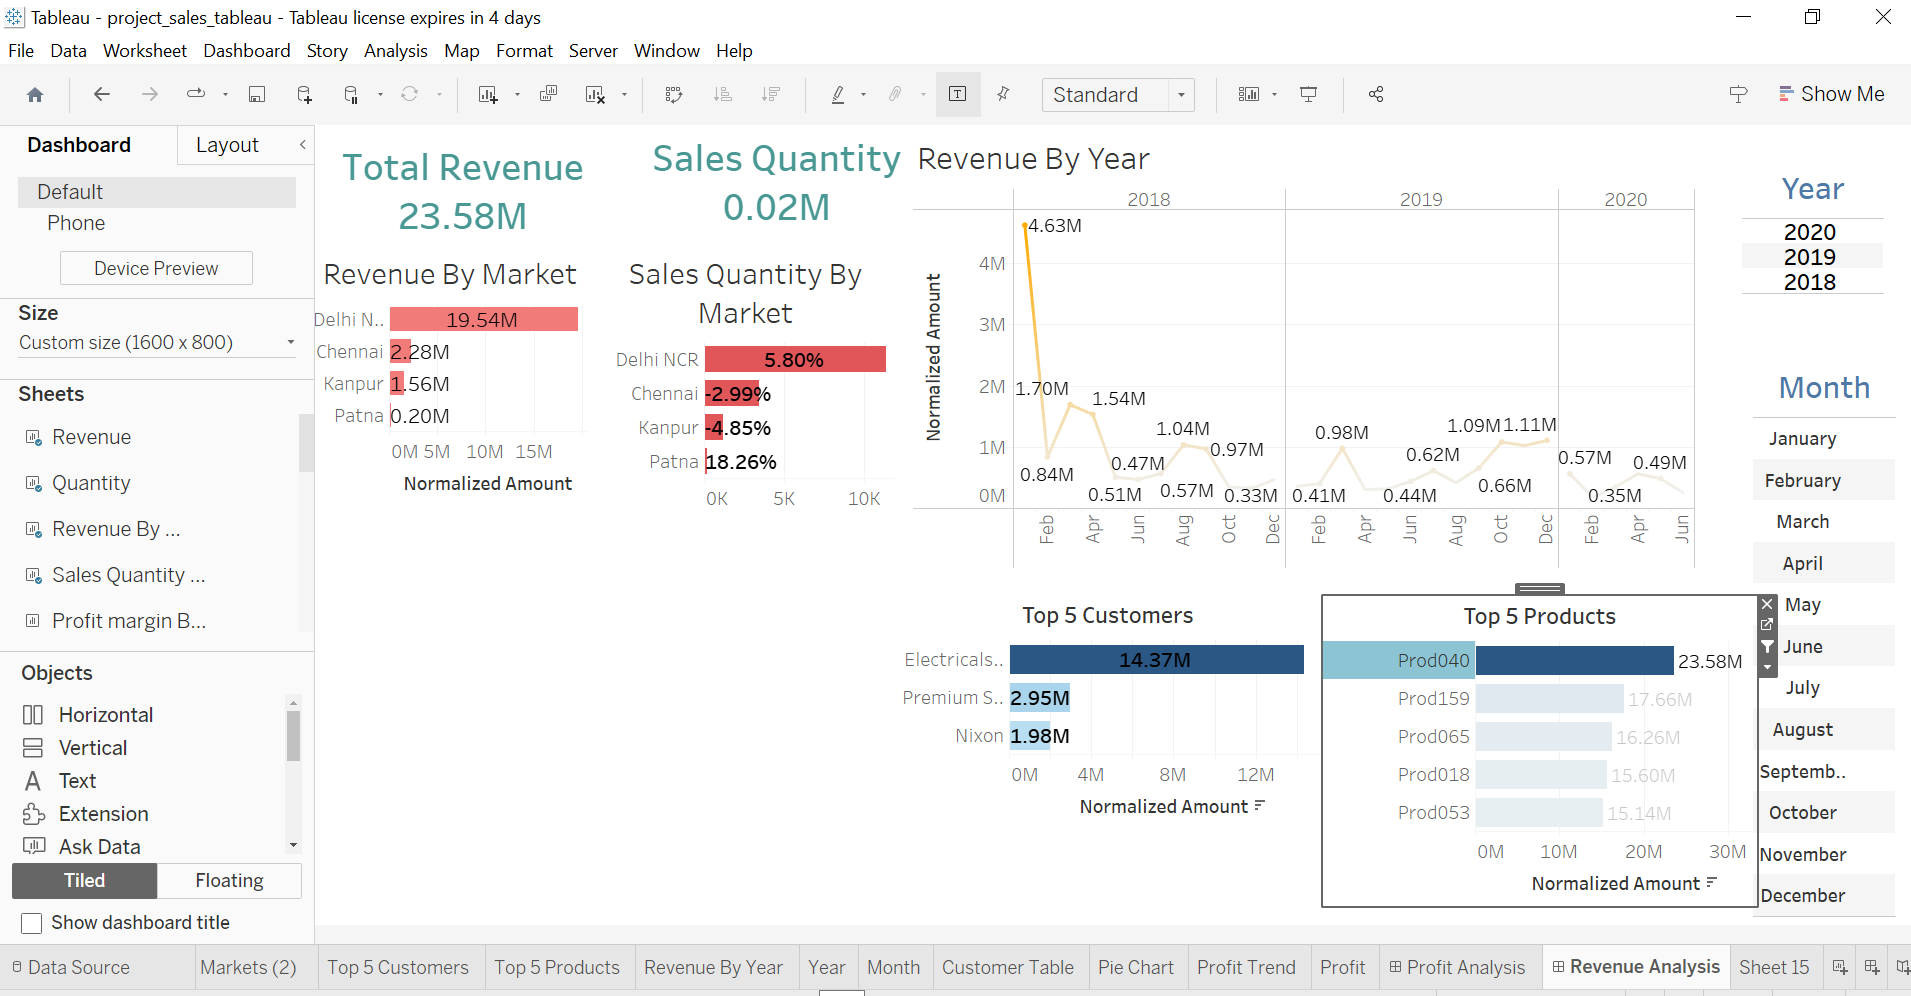 Tableau - project_sales_tableau - Tableau license expires in 4 days
File Data Worksheet Dashboard Story Analysis Map Format Server Window Help
Standard
Show Me
Dashboard
Layout
Default
Phone
Device Preview
Size
Custom size (1600 x 800)
Sheets
Revenue
Quantity
Revenue By ...
Sales Quantity ...
Profit margin B...
Objects
Horizontal
Vertical
Text
Extension
Ask Data
Tiled
Floating
Show dashboard title
Total Revenue
23.58M
Sales Quantity
0.02M
Revenue By Market
Delhi N..
19.54M
Chennai
2.28M
Kanpur
1.56M
Patna
0.20M
0M 5M 10M 15M
Normalized Amount
Sales Quantity By
Market
Delhi NCR
5.80%
Chennai
-2.99%
Kanpur
-4.85%
Patna
18.26%
0K 5K 10K
Revenue By Year
2018 2019 2020
Normalized Amount
4M
3M
2M
1M
0M
4.63M
1.70M
1.54M
0.84M
0.47M
0.51M
1.04M
0.57M
0.97M
0.33M
0.41M
0.98M
0.44M
0.62M
1.09M
0.66M
1.11M
0.57M
0.35M
0.49M
Feb Apr Jun Aug Oct Dec Feb Apr Jun Aug Oct Dec Feb Apr Jun
Top 5 Customers
Electricals..
14.37M
Premium S..
2.95M
Nixon
1.98M
0M 4M 8M 12M
Normalized Amount
Top 5 Products
Prod040
23.58M
Prod159
17.66M
Prod065
16.26M
Prod018
15.60M
Prod053
15.14M
0M 10M 20M 30M
Normalized Amount
Year
2020
2019
2018
Month
January
February
March
April
May
June
July
August
Septemb..
October
November
December
Data Source
Markets (2)
Top 5 Customers
Top 5 Products
Revenue By Year
Year
Month
Customer Table
Pie Chart
Profit Trend
Profit
Profit Analysis
Revenue Analysis
Sheet 15